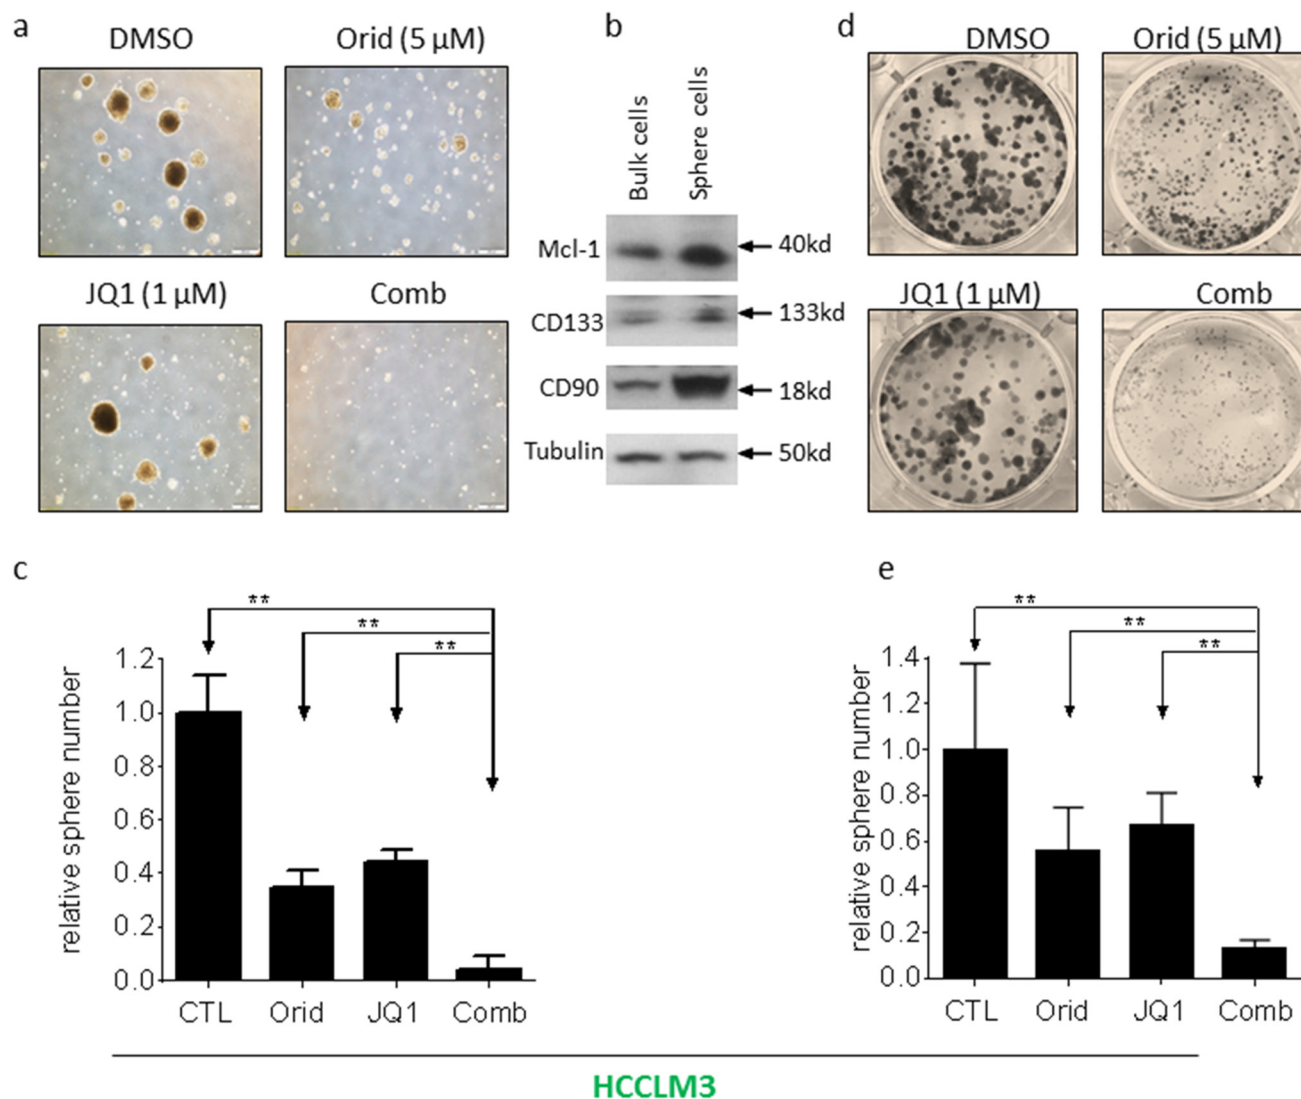 a
DMSO
Orid (5 µM)
JQ1 (1 µM)
Comb
b
Bulk cells
Sphere cells
Mcl-1
40kd
CD133
133kd
CD90
18kd
Tubulin
50kd
d
DMSO
Orid (5 µM)
JQ1 (1 µM)
Comb
c
**
**
**
relative sphere number
1.2
1.0
0.8
0.6
0.4
0.2
0.0
CTL
Orid
JQ1
Comb
e
**
**
**
relative sphere number
1.4
1.2
1.0
0.8
0.6
0.4
0.2
0.0
CTL
Orid
JQ1
Comb
HCCLM3